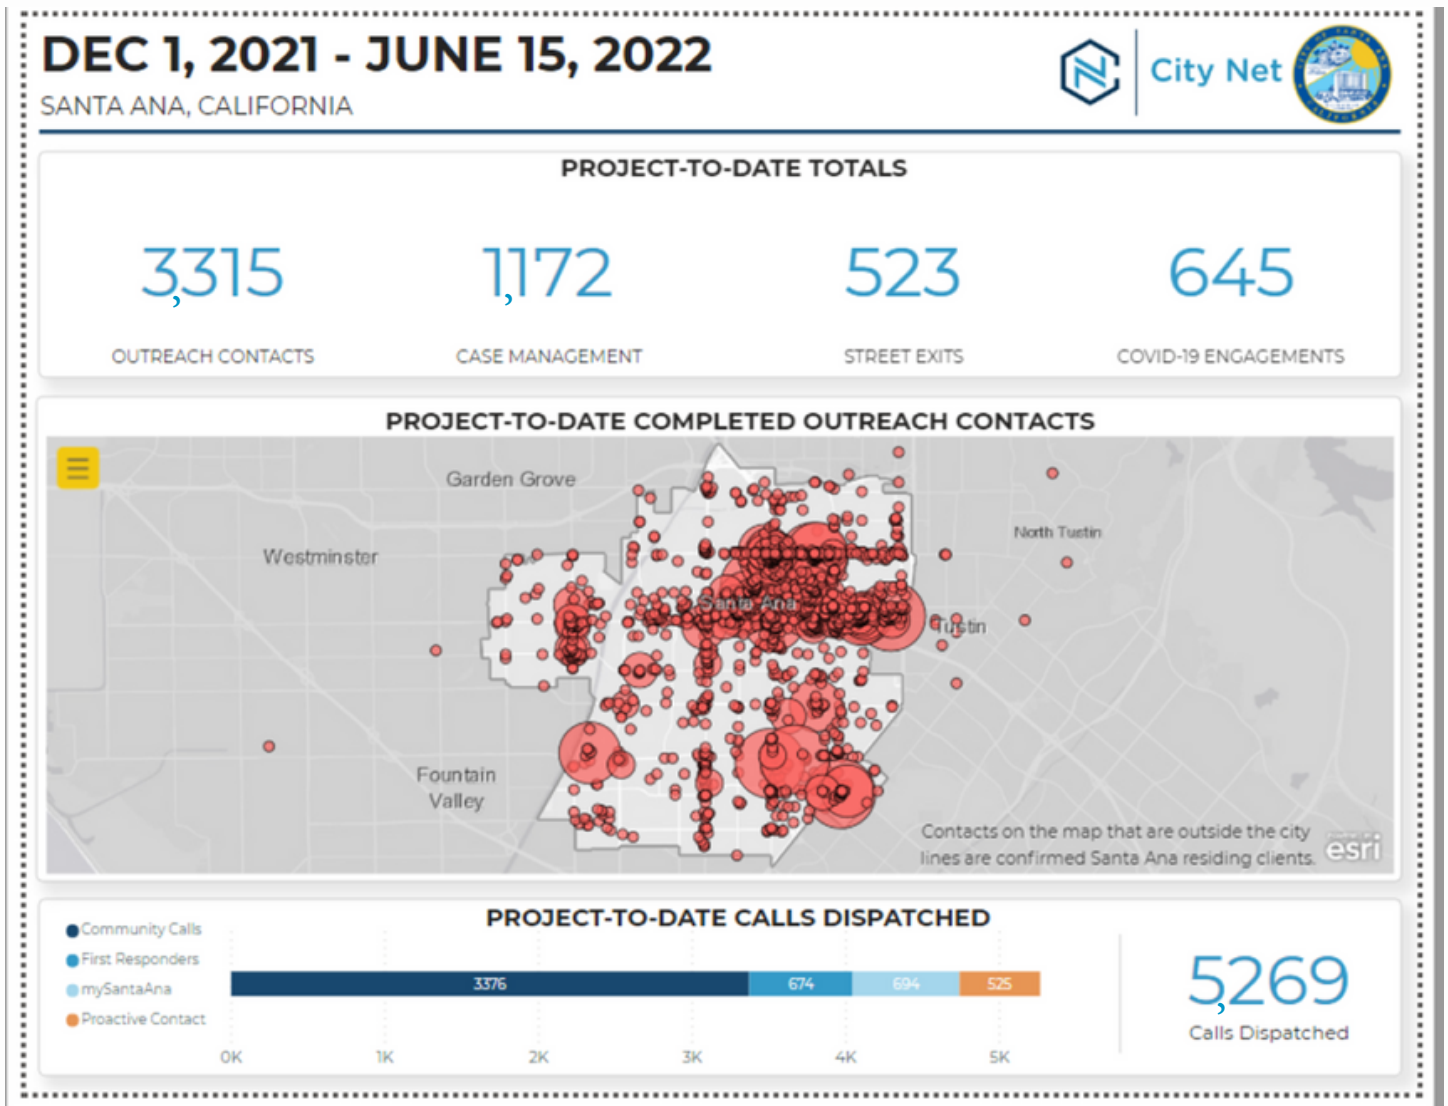 DEC 1, 2021 - JUNE 15, 2022
SANTA ANA, CALIFORNIA
City Net
PROJECT-TO-DATE TOTALS
3,315
1,172
523
645
OUTREACH CONTACTS
CASE MANAGEMENT
STREET EXITS
COVID-19 ENGAGEMENTS
PROJECT-TO-DATE COMPLETED OUTREACH CONTACTS
Garden Grove
North Tustin
Westminster
Santa Ana
Tustin
Fountain
Valley
Contacts on the map that are outside the city
lines are confirmed Santa Ana residing clients.
esri
PROJECT-TO-DATE CALLS DISPATCHED
Community Calls
First Responders
mySantaAna
Proactive Contact
3376
674
694
525
0K
1K
2K
3K
4K
5K
5,269
Calls Dispatched